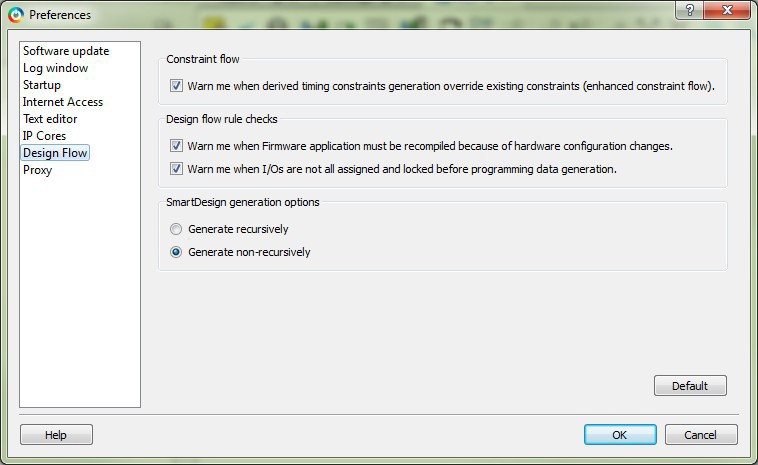 Preferences
Software update
Log window
Startup
Internet Access
Text editor
IP Cores
Design Flow
Proxy
Constraint flow
Warn me when derived timing constraints generation override existing constraints (enhanced constraint flow).
Design flow rule checks
Warn me when Firmware application must be recompiled because of hardware configuration changes.
Warn me when I/Os are not all assigned and locked before programming data generation.
SmartDesign generation options
Generate recursively
Generate non-recursively
Default
Help
OK
Cancel